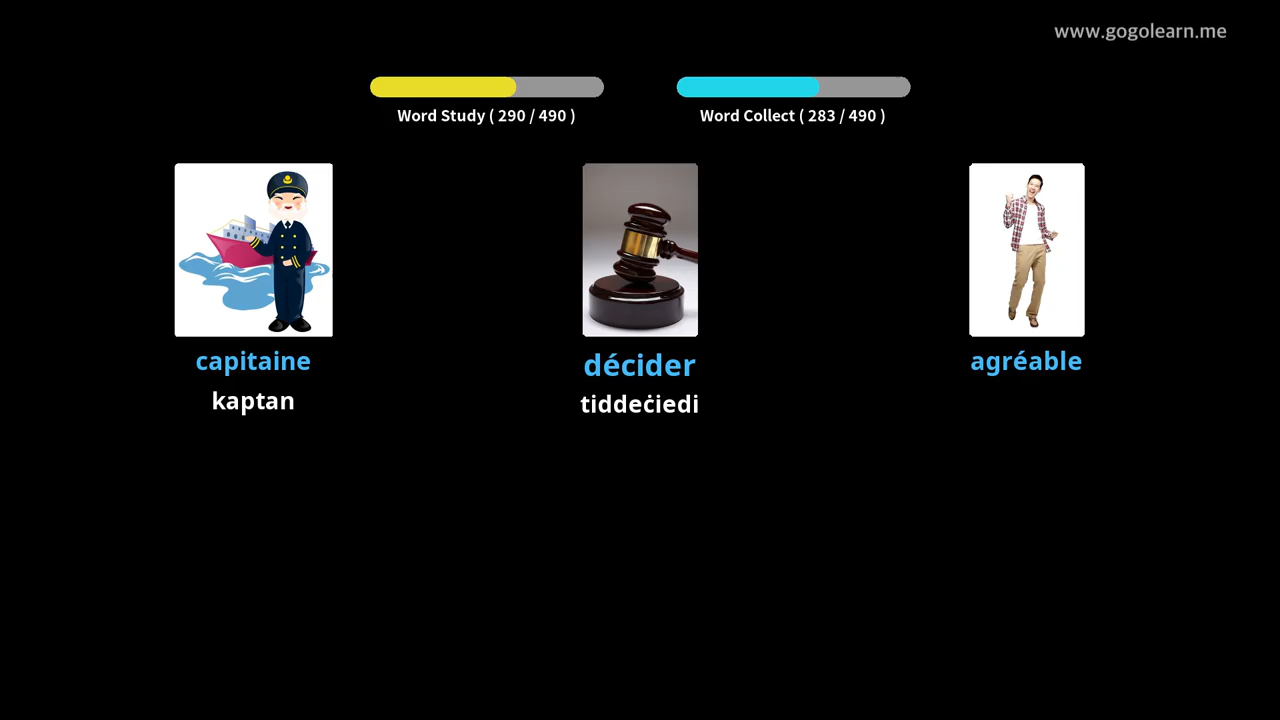 www.gogolearn.me
Word Study ( 290 / 490 )
Word Collect ( 283 / 490 )
capitaine
kaptan
décider
tiddeċiedi
agréable